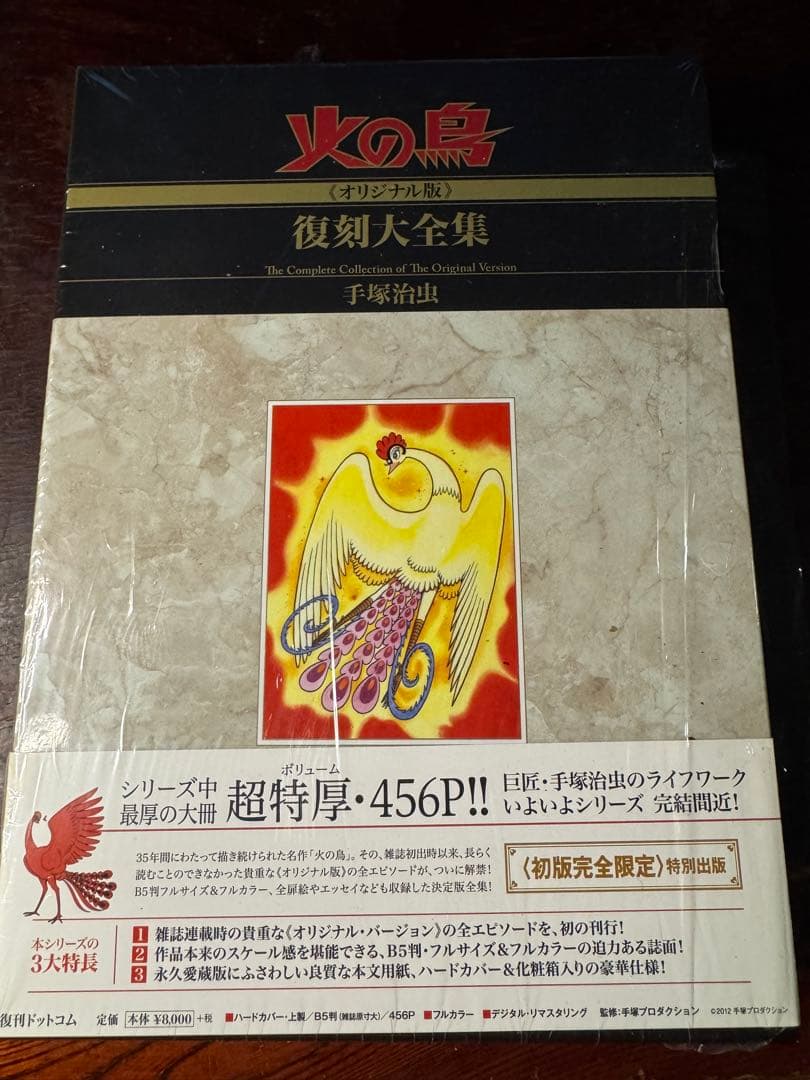 火の鳥
《オリジナル版》
復刻大全集
The Complete Collection of The Original Version
手塚治虫
シリーズ中
最厚の大冊
ボリューム
超特厚・456P!!
巨匠・手塚治虫のライフワーク
いよいよシリーズ 完結間近!
35年間にわたって描き続けられた名作「火の鳥」。その、雑誌初出時以来、長らく
読むことのできなかった貴重な《オリジナル版》の全エピソードが、ついに解禁!
B5判フルサイズ&フルカラー、全扉絵やエッセイなども収録した決定版全集!
〈初版完全限定〉特別出版
本シリーズの
3大特長
1 雑誌連載時の貴重な《オリジナル・バージョン》の全エピソードを、初の刊行!
2 作品本来のスケール感を堪能できる、B5判・フルサイズ&フルカラーの迫力ある誌面!
3 永久愛蔵版にふさわしい良質な本文用紙、ハードカバー&化粧箱入りの豪華仕様!
復刊ドットコム 定価 本体 ¥8,000 +税 ■ハードカバー・上製/B5判(雑誌原寸大)/456P ■フルカラー ■デジタル・リマスタリング 監修:手塚プロダクション ©2012 手塚プロダクション